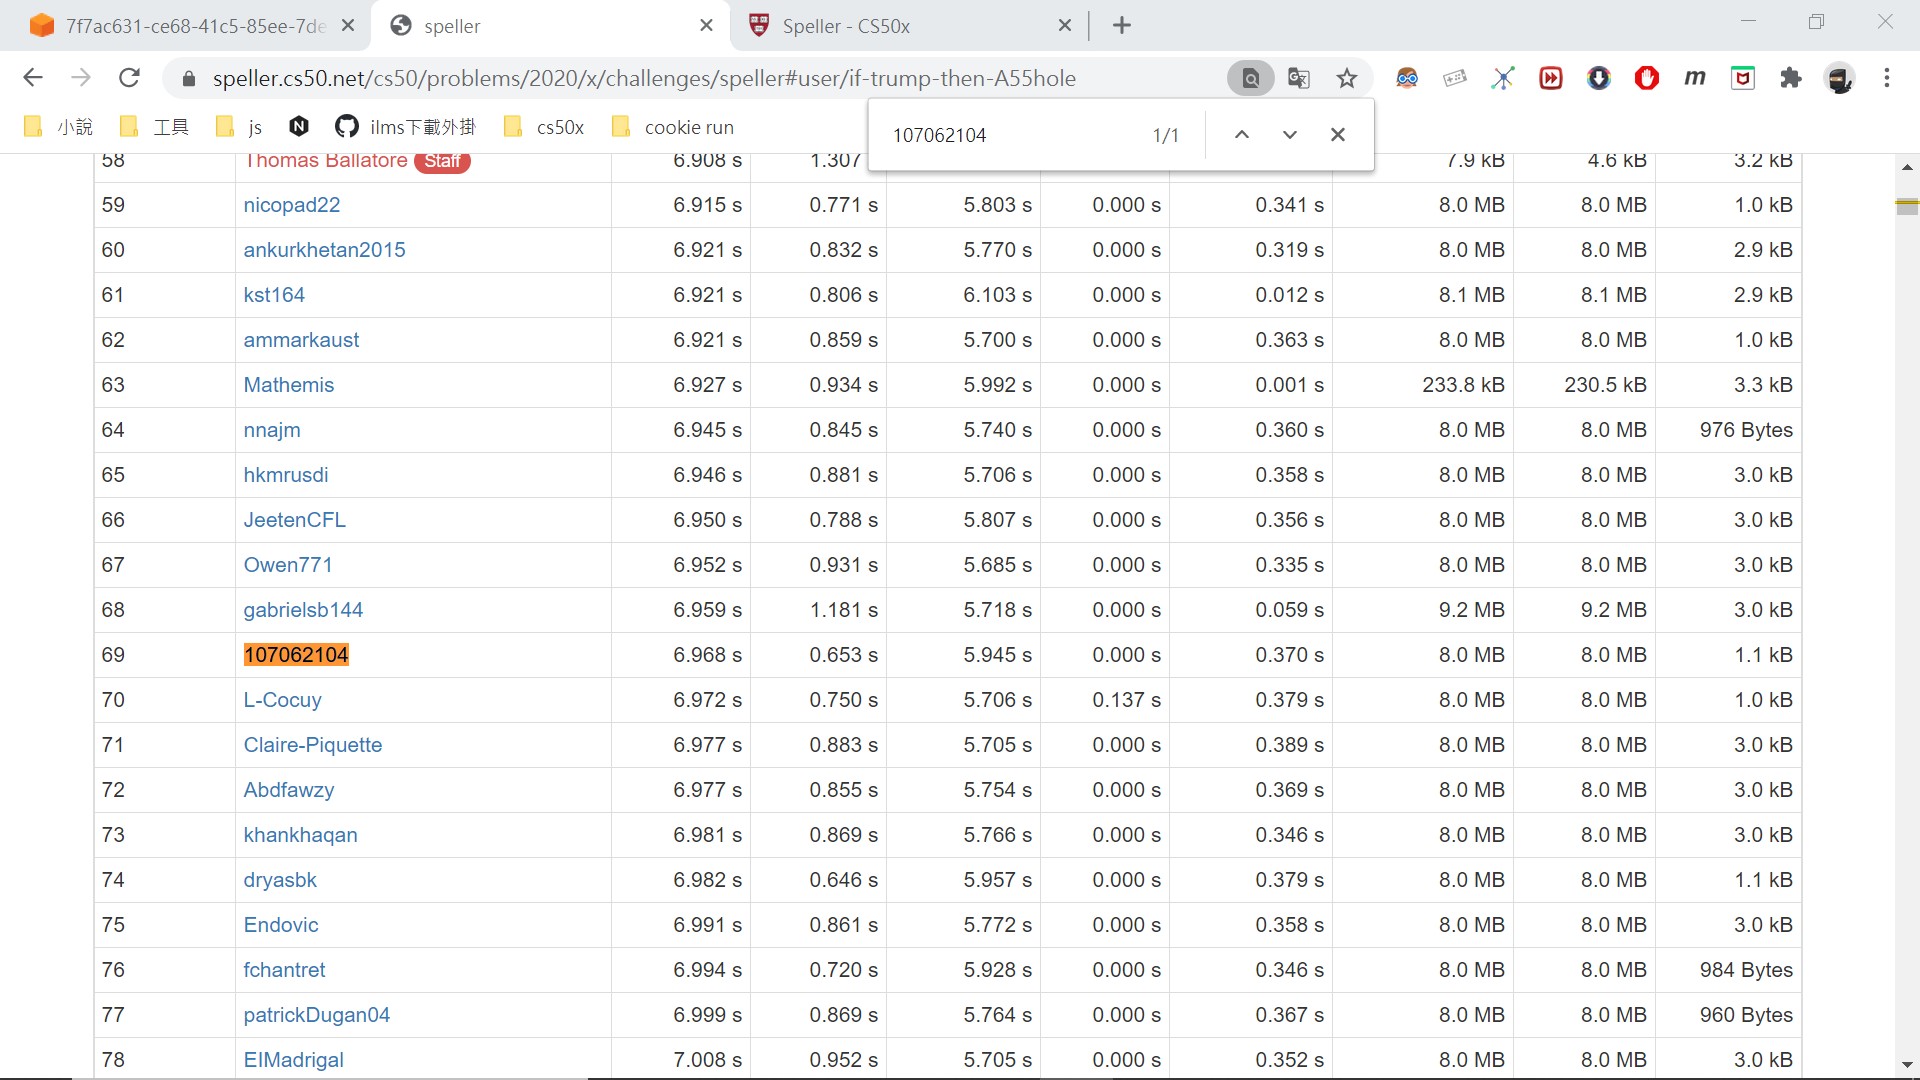 7f7ac631-ce68-41c5-85ee-7de
speller
Speller - CS50x
speller.cs50.net/cs50/problems/2020/x/challenges/speller#user/if-trump-then-A55hole
小說 工具 js ilms下載外掛 cs50x cookie run
107062104 1/1
58 Thomas Ballatore Staff 6.908 s 1.307 7.9 kB 4.6 kB 3.2 kB
59 nicopad22 6.915 s 0.771 s 5.803 s 0.000 s 0.341 s 8.0 MB 8.0 MB 1.0 kB
60 ankurkhetan2015 6.921 s 0.832 s 5.770 s 0.000 s 0.319 s 8.0 MB 8.0 MB 2.9 kB
61 kst164 6.921 s 0.806 s 6.103 s 0.000 s 0.012 s 8.1 MB 8.1 MB 2.9 kB
62 ammarkaust 6.921 s 0.859 s 5.700 s 0.000 s 0.363 s 8.0 MB 8.0 MB 1.0 kB
63 Mathemis 6.927 s 0.934 s 5.992 s 0.000 s 0.001 s 233.8 kB 230.5 kB 3.3 kB
64 nnajm 6.945 s 0.845 s 5.740 s 0.000 s 0.360 s 8.0 MB 8.0 MB 976 Bytes
65 hkmrusdi 6.946 s 0.881 s 5.706 s 0.000 s 0.358 s 8.0 MB 8.0 MB 3.0 kB
66 JeetenCFL 6.950 s 0.788 s 5.807 s 0.000 s 0.356 s 8.0 MB 8.0 MB 3.0 kB
67 Owen771 6.952 s 0.931 s 5.685 s 0.000 s 0.335 s 8.0 MB 8.0 MB 3.0 kB
68 gabrielsb144 6.959 s 1.181 s 5.718 s 0.000 s 0.059 s 9.2 MB 9.2 MB 3.0 kB
69 107062104 6.968 s 0.653 s 5.945 s 0.000 s 0.370 s 8.0 MB 8.0 MB 1.1 kB
70 L-Cocuy 6.972 s 0.750 s 5.706 s 0.137 s 0.379 s 8.0 MB 8.0 MB 1.0 kB
71 Claire-Piquette 6.977 s 0.883 s 5.705 s 0.000 s 0.389 s 8.0 MB 8.0 MB 3.0 kB
72 Abdfawzy 6.977 s 0.855 s 5.754 s 0.000 s 0.369 s 8.0 MB 8.0 MB 3.0 kB
73 khankhaqan 6.981 s 0.869 s 5.766 s 0.000 s 0.346 s 8.0 MB 8.0 MB 3.0 kB
74 dryasbk 6.982 s 0.646 s 5.957 s 0.000 s 0.379 s 8.0 MB 8.0 MB 1.1 kB
75 Endovic 6.991 s 0.861 s 5.772 s 0.000 s 0.358 s 8.0 MB 8.0 MB 3.0 kB
76 fchantret 6.994 s 0.720 s 5.928 s 0.000 s 0.346 s 8.0 MB 8.0 MB 984 Bytes
77 patrickDugan04 6.999 s 0.869 s 5.764 s 0.000 s 0.367 s 8.0 MB 8.0 MB 960 Bytes
78 EIMadrigal 7.008 s 0.952 s 5.705 s 0.000 s 0.352 s 8.0 MB 8.0 MB 3.0 kB